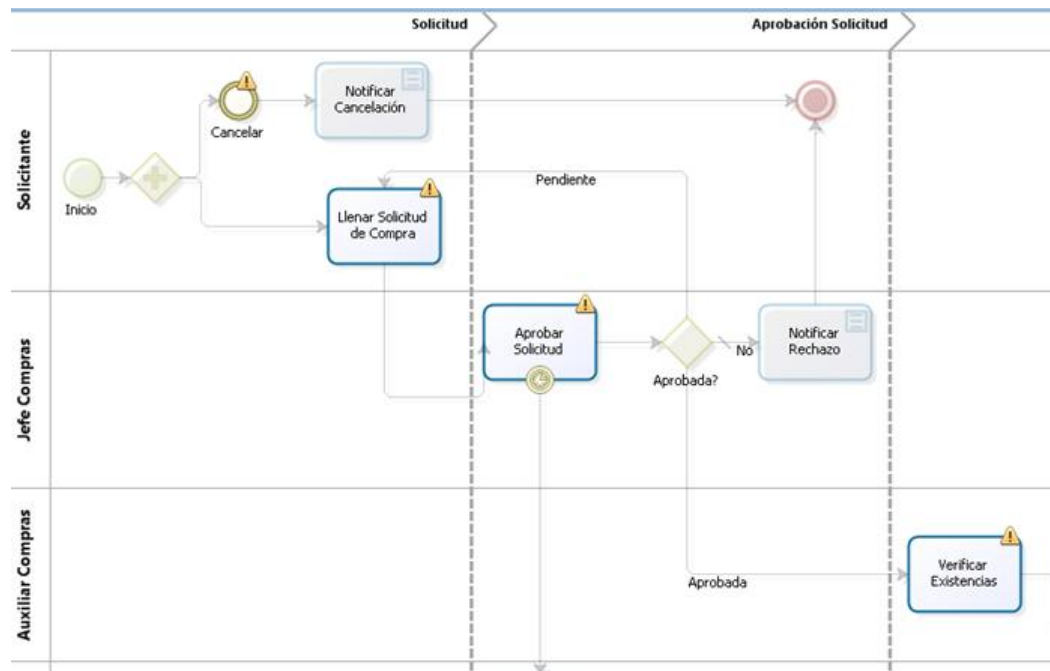 Solicitud
Aprobación Solicitud
Solicitante
Notificar
Cancelación
Cancelar
Inicio
Pendiente
Llenar Solicitud
de Compra
Jefe Compras
Aprobar
Solicitud
No
Notificar
Rechazo
Aprobada?
Auxiliar Compras
Verificar
Existencias
Aprobada